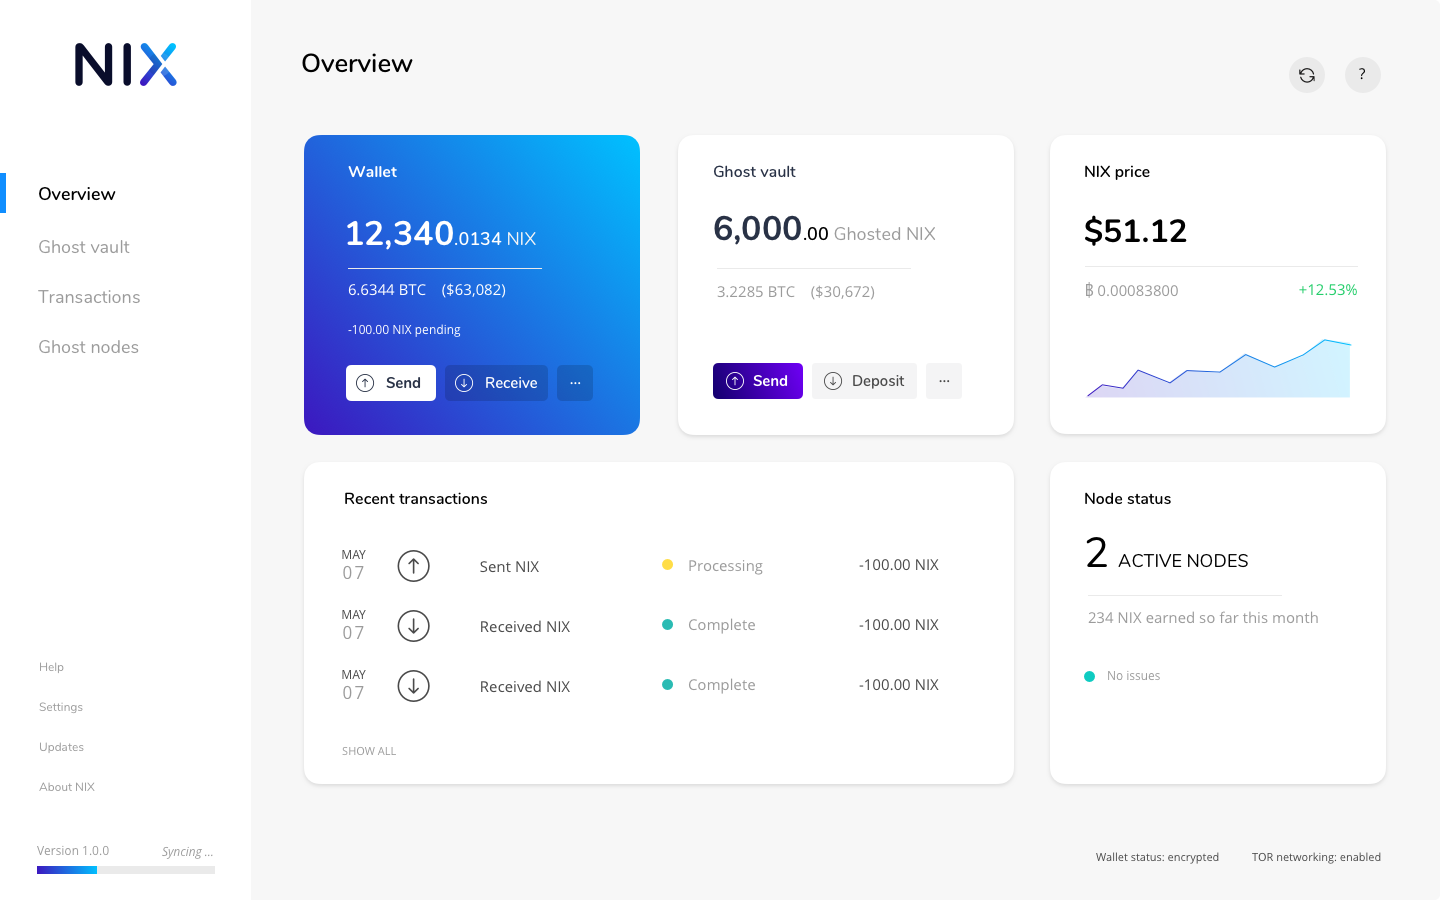 NIX
Overview
?
Overview
Ghost vault
Transactions
Ghost nodes
Wallet
12,340.0134 NIX
6.6344 BTC ($63,082)
-100.00 NIX pending
Send
Receive
...
Ghost vault
6,000.00 Ghosted NIX
3.2285 BTC ($30,672)
Send
Deposit
...
NIX price
$51.12
฿ 0.00083800
+12.53%
Recent transactions
MAY
07
Sent NIX
Processing
-100.00 NIX
MAY
07
Received NIX
Complete
-100.00 NIX
MAY
07
Received NIX
Complete
-100.00 NIX
SHOW ALL
Node status
2 ACTIVE NODES
234 NIX earned so far this month
No issues
Help
Settings
Updates
About NIX
Version 1.0.0
Syncing ...
Wallet status: encrypted
TOR networking: enabled